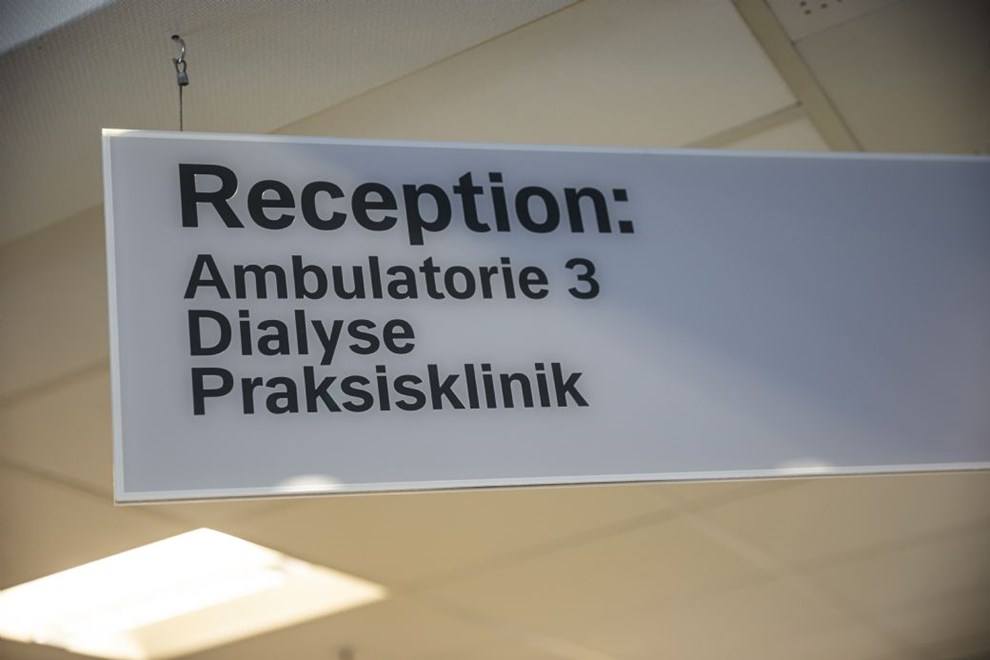 Reception:
Ambulatorie 3
Dialyse
Praksisklinik